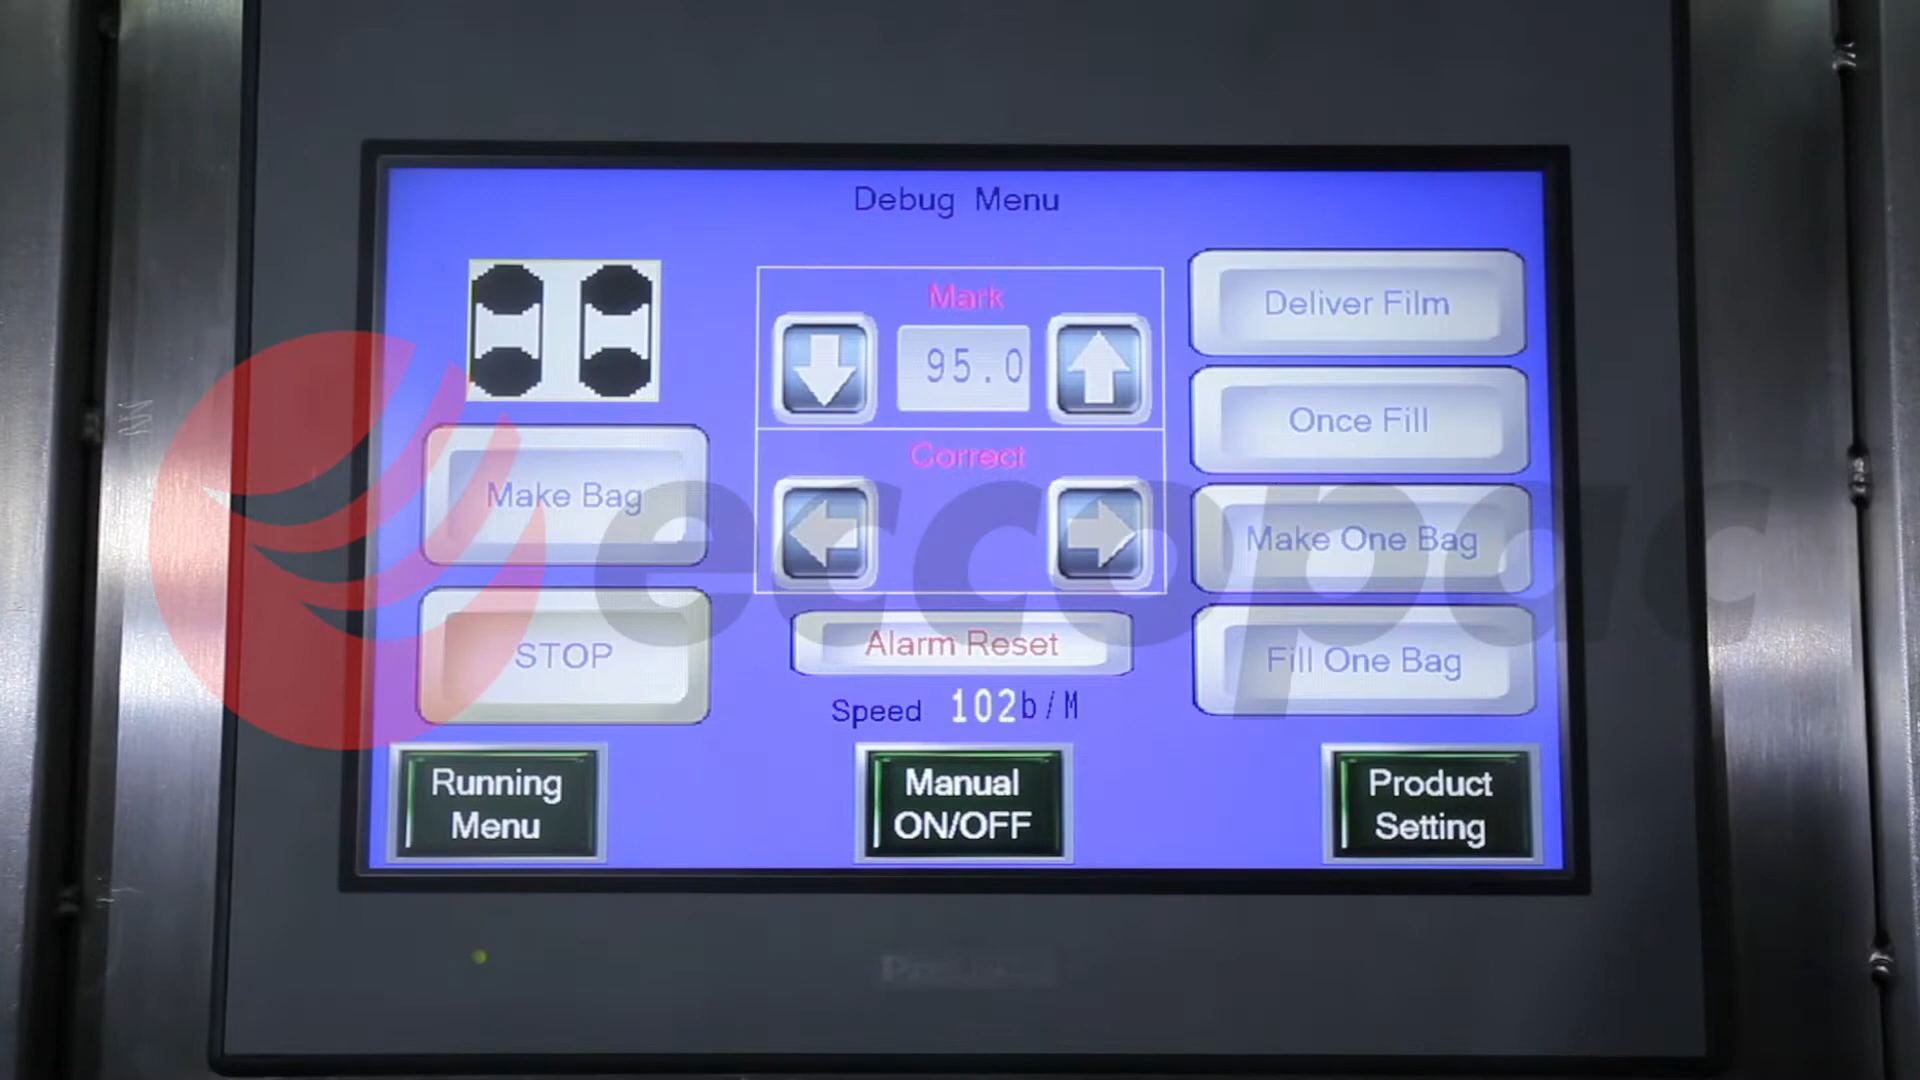 Debug Menu
Mark
95.0
Correct
Make Bag
STOP
Alarm Reset
Speed 102b/M
Deliver Film
Once Fill
Make One Bag
Fill One Bag
Running
Menu
Manual
ON/OFF
Product
Setting
eccopac